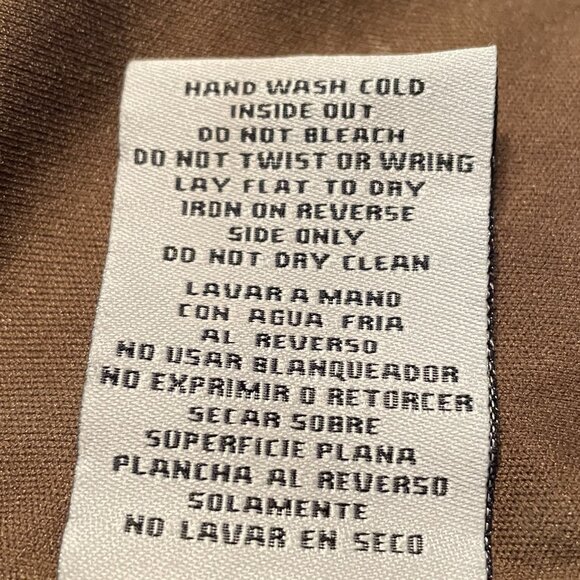 HAND WASH COLD
INSIDE OUT
DO NOT BLEACH
DO NOT TWIST OR WRING
LAY FLAT TO DRY
IRON ON REVERSE
SIDE ONLY
DO NOT DRY CLEAN
LAVAR A MANO
CON AGUA FRIA
AL REVERSO
NO USAR BLANQUEADOR
NO EXPRIMIR O RETORCER
SECAR SOBRE
SUPERFICIE PLANA
PLANCHA AL REVERSO
SOLAMENTE
NO LAVAR EN SECO